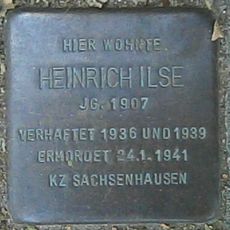 HIER WOHNTE
HEINRICH ILSE
JG. 1907
VERHAFTET 1936 UND 1939
ERMORDET 24.1.1941
KZ SACHSENHAUSEN